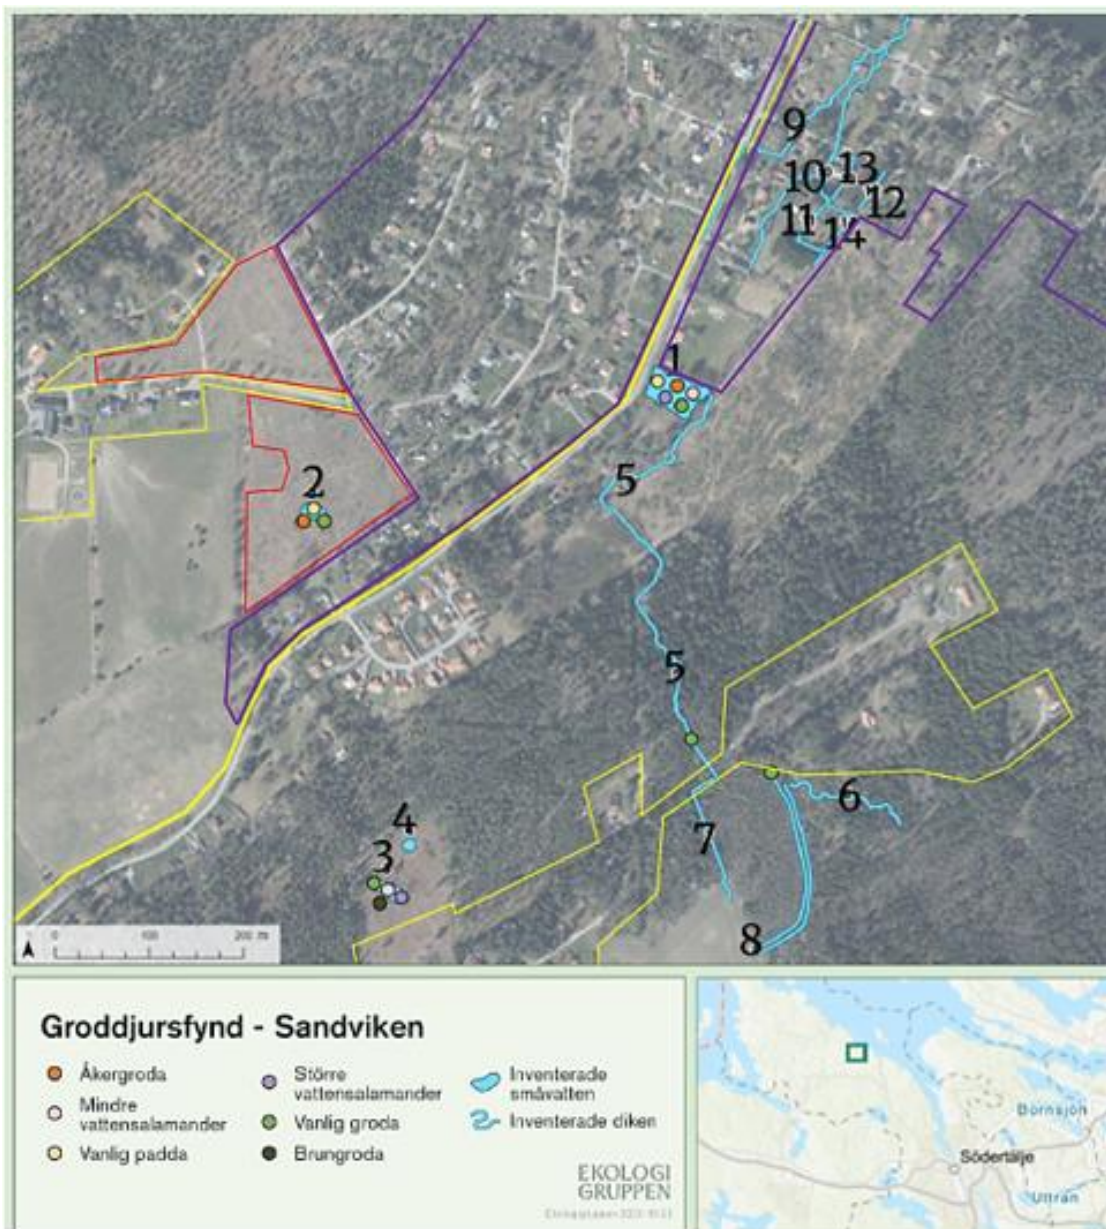 9
13
10
12
11
14
1
5
2
5
6
4
7
3
8
0 100 200 m
Groddjursfynd - Sandviken
Åkergroda
Mindre
vattensalamander
Vanlig padda
Större
vattensalamander
Vanlig groda
Brungroda
Inventerade
småvatten
Inventerade diken
EKOLOGI
GRUPPEN
Ekologigruppen
Bornsjön
Södertälje
Uttran